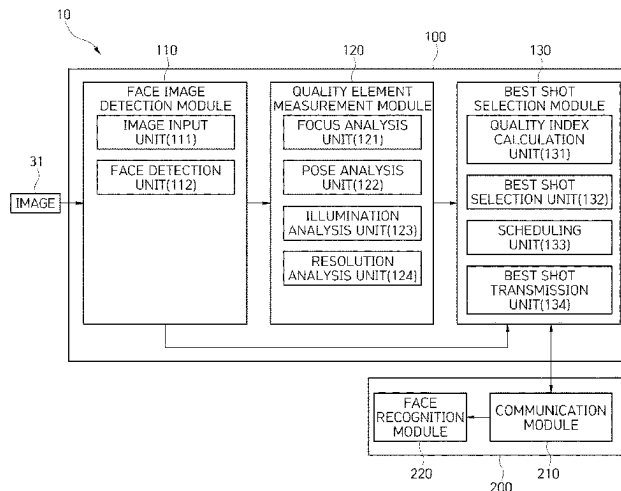 10
110
120
100
130
FACE IMAGE
DETECTION MODULE
IMAGE INPUT
UNIT(111)
FACE DETECTION
UNIT(112)
31
IMAGE
QUALITY ELEMENT
MEASUREMENT MODULE
FOCUS ANALYSIS
UNIT(121)
POSE ANALYSIS
UNIT(122)
ILLUMINATION
ANALYSIS UNIT(123)
RESOLUTION
ANALYSIS UNIT(124)
BEST SHOT
SELECTION MODULE
QUALITY INDEX
CALCULATION
UNIT(131)
BEST SHOT
SELECTION UNIT(132)
SCHEDULING
UNIT(133)
BEST SHOT
TRANSMISSION
UNIT(134)
FACE
RECOGNITION
MODULE
COMMUNICATION
MODULE
220
200
210